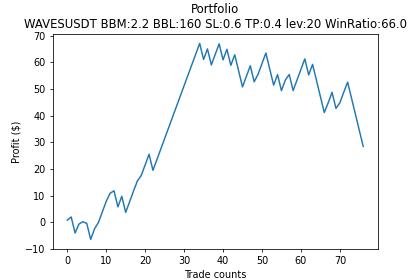 Portfolio
WAVESUSDT BBM:2.2 BBL:160 SL:0.6 TP:0.4 lev:20 WinRatio:66.0
70
60
50
40
30
20
10
0
−10
Profit ($)
0 10 20 30 40 50 60 70
Trade counts